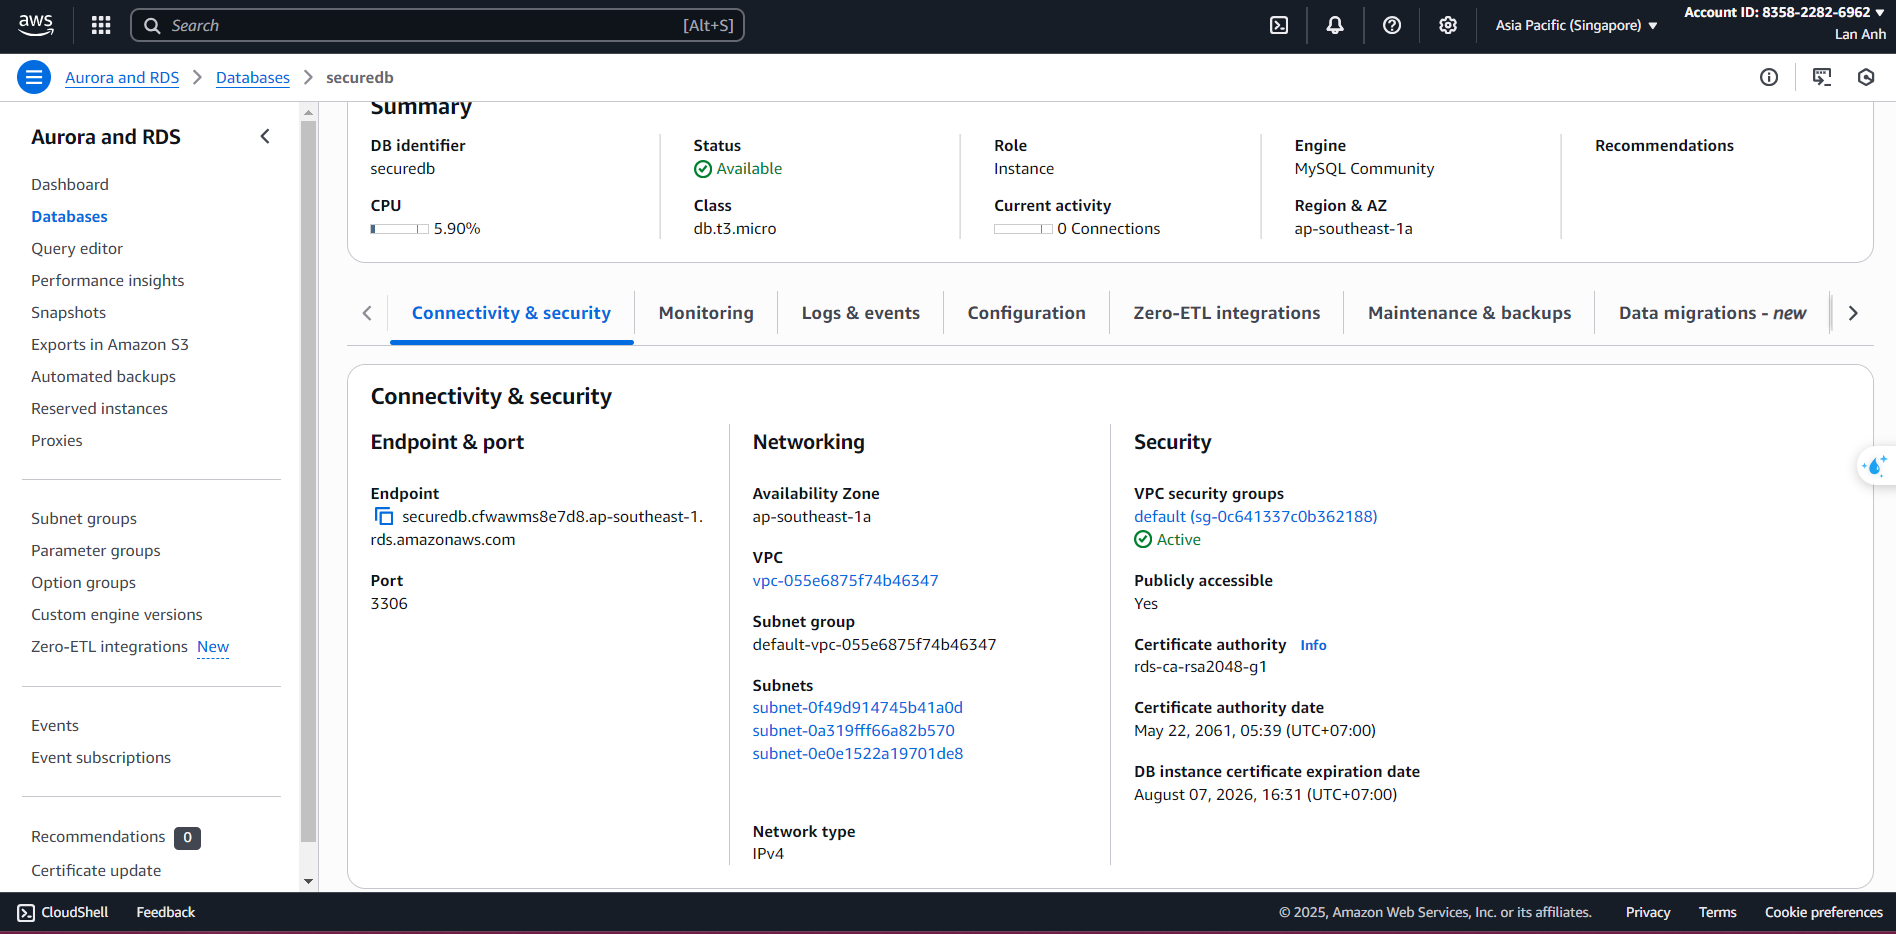 aws
Search
[Alt+S]
Asia Pacific (Singapore)
Account ID: 8358-2282-6962
Lan Anh
Aurora and RDS
Databases
securedb
Aurora and RDS
Dashboard
Databases
Query editor
Performance insights
Snapshots
Exports in Amazon S3
Automated backups
Reserved instances
Proxies
Subnet groups
Parameter groups
Option groups
Custom engine versions
Zero-ETL integrations New
Events
Event subscriptions
Recommendations 0
Certificate update
Summary
DB identifier
securedb
CPU
5.90%
Status
Available
Class
db.t3.micro
Role
Instance
Current activity
0 Connections
Engine
MySQL Community
Region & AZ
ap-southeast-1a
Recommendations
Connectivity & security
Monitoring
Logs & events
Configuration
Zero-ETL integrations
Maintenance & backups
Data migrations - new
Connectivity & security
Endpoint & port
Endpoint
securedb.cfwawms8e7d8.ap-southeast-1.
rds.amazonaws.com
Port
3306
Networking
Availability Zone
ap-southeast-1a
VPC
vpc-055e6875f74b46347
Subnet group
default-vpc-055e6875f74b46347
Subnets
subnet-0f49d914745b41a0d
subnet-0a319fff66a82b570
subnet-0e0e1522a19701de8
Network type
IPv4
Security
VPC security groups
default (sg-0c641337c0b362188)
Active
Publicly accessible
Yes
Certificate authority Info
rds-ca-rsa2048-g1
Certificate authority date
May 22, 2061, 05:39 (UTC+07:00)
DB instance certificate expiration date
August 07, 2026, 16:31 (UTC+07:00)
CloudShell
Feedback
© 2025, Amazon Web Services, Inc. or its affiliates.
Privacy
Terms
Cookie preferences